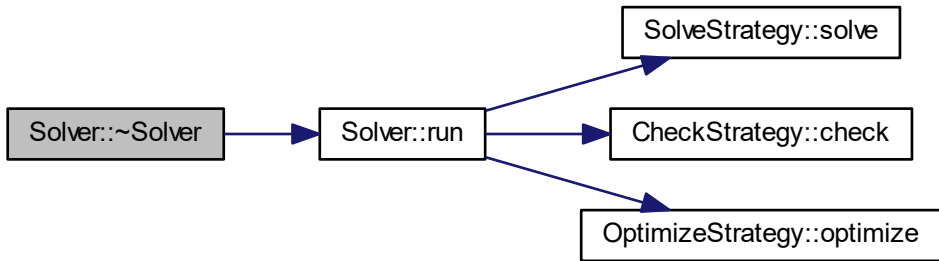 SolveStrategy::solve
Solver::~Solver
Solver::run
CheckStrategy::check
OptimizeStrategy::optimize